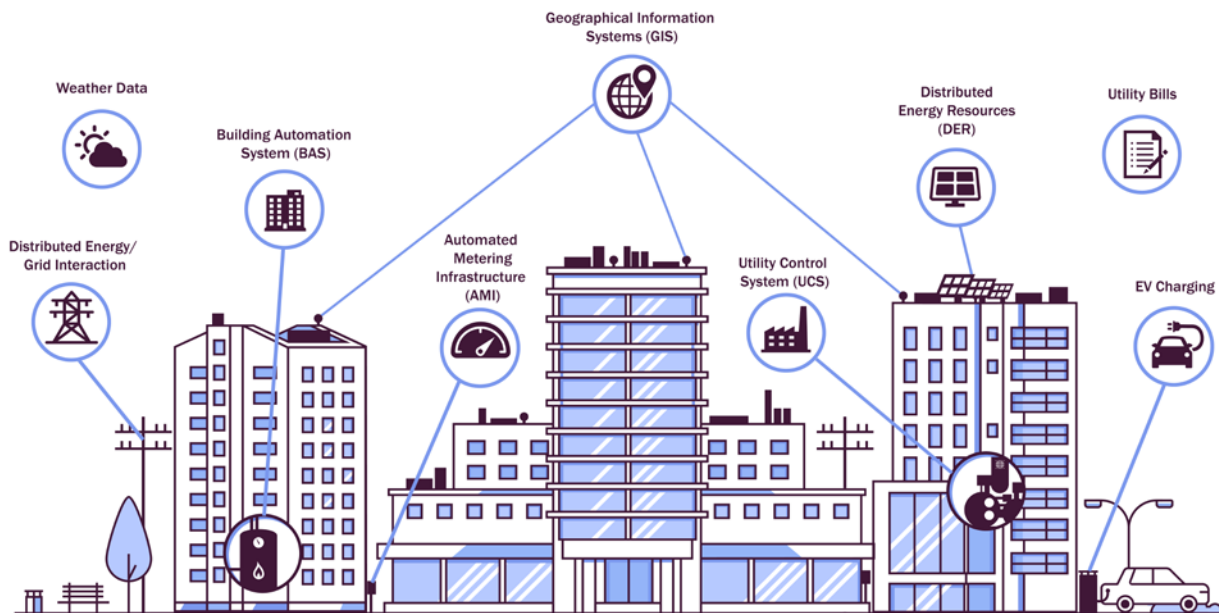 Geographical Information
Systems (GIS)
Weather Data
Building Automation
System (BAS)
Distributed
Energy Resources
(DER)
Utility Bills
Distributed Energy/
Grid Interaction
Automated
Metering
Infrastructure
(AMI)
Utility Control
System (UCS)
EV Charging